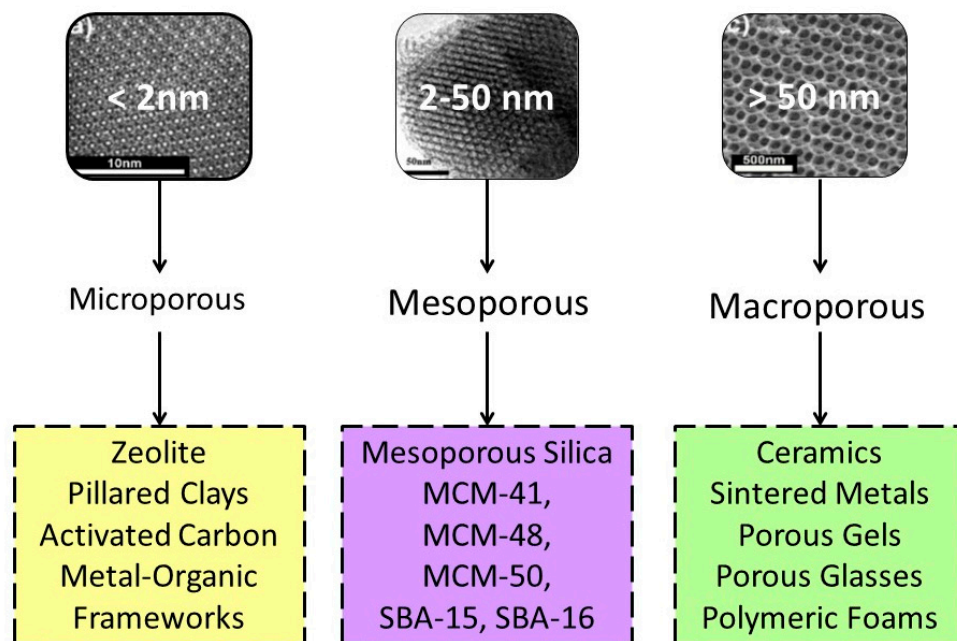 a)
< 2nm
10nm
2-50 nm
50nm
c)
> 50 nm
500nm
Microporous
Mesoporous
Macroporous
Zeolite
Pillared Clays
Activated Carbon
Metal-Organic
Frameworks
Mesoporous Silica
MCM-41,
MCM-48,
MCM-50,
SBA-15, SBA-16
Ceramics
Sintered Metals
Porous Gels
Porous Glasses
Polymeric Foams